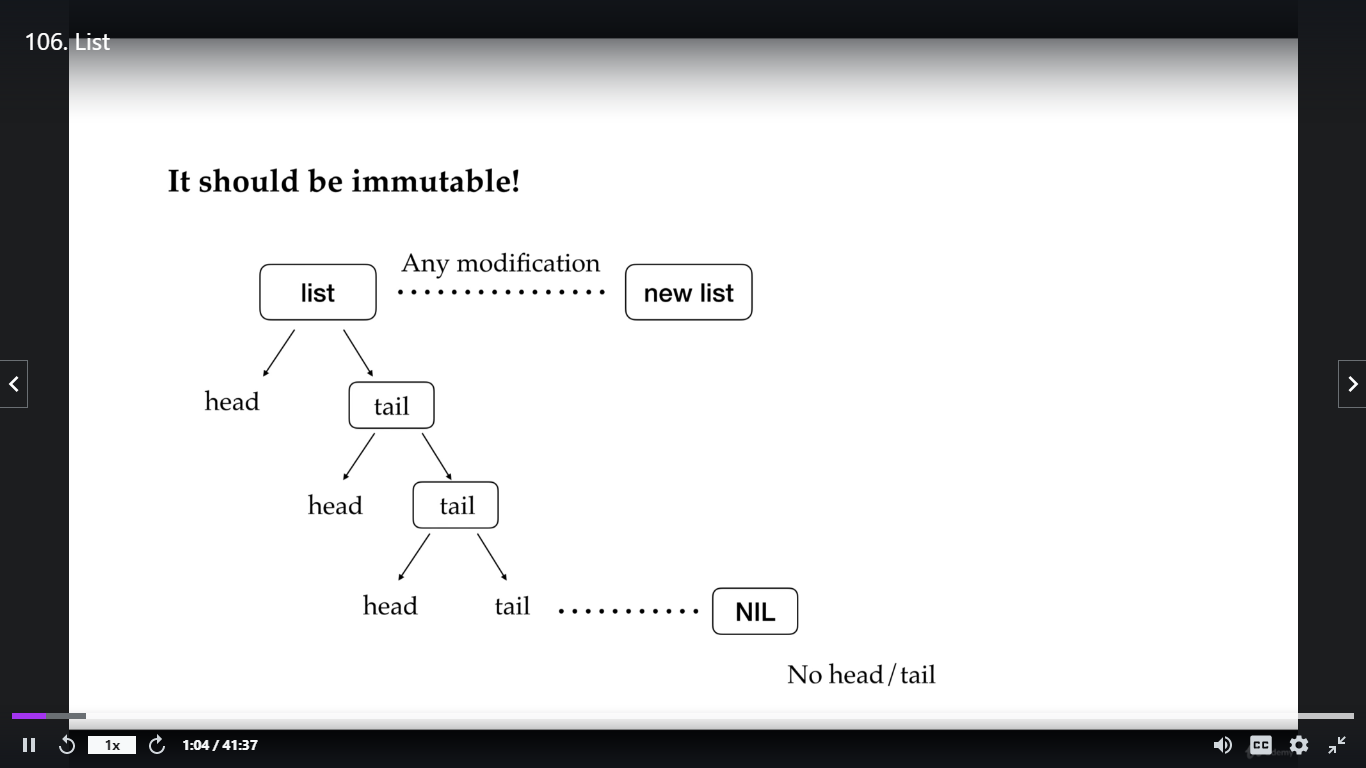 106. List
It should be immutable!
Any modification
list
new list
head
tail
head
tail
head
tail
NIL
No head/tail
1x
1:04 / 41:37
CC